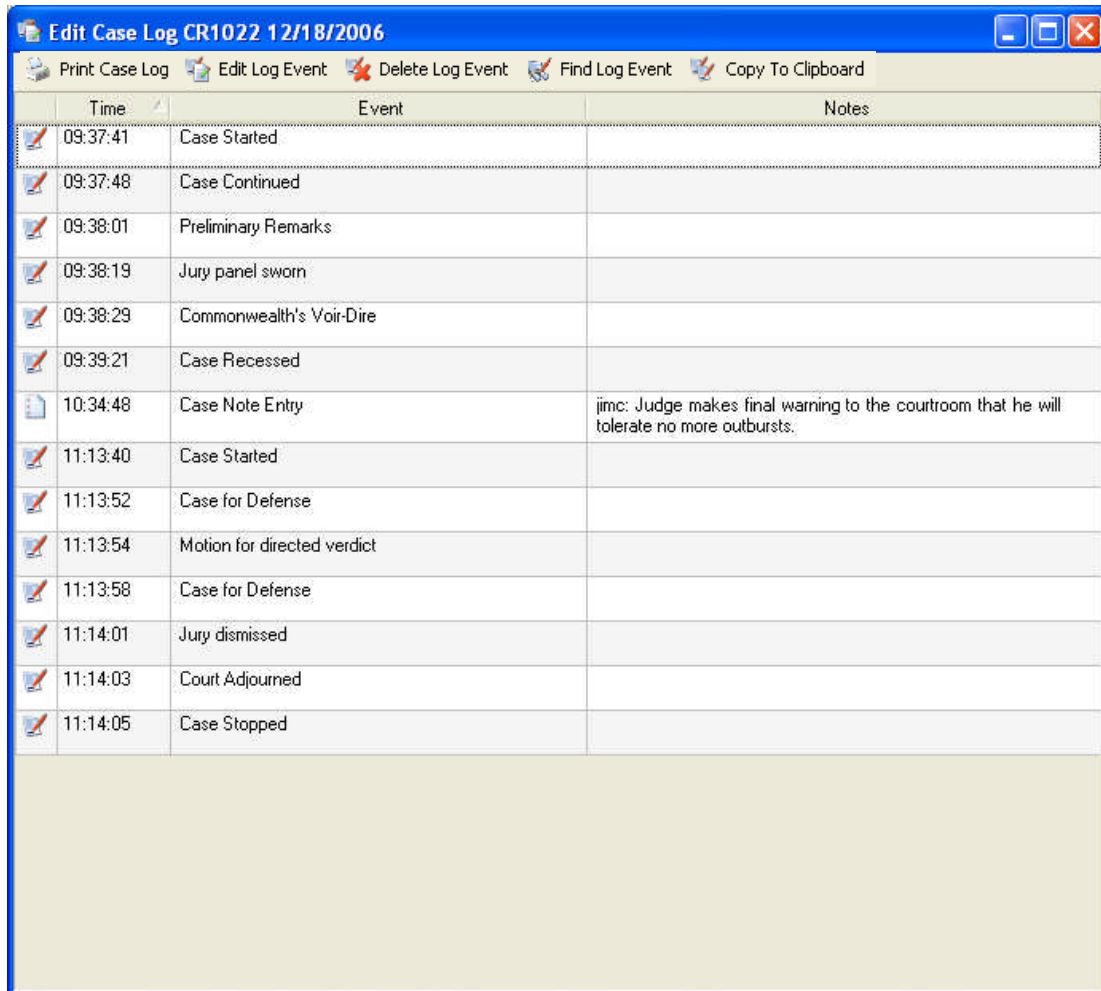 Edit Case Log CR1022 12/18/2006
Print Case Log Edit Log Event Delete Log Event Find Log Event Copy To Clipboard
Time Event Notes
09:37:41 Case Started
09:37:48 Case Continued
09:38:01 Preliminary Remarks
09:38:19 Jury panel sworn
09:38:29 Commonwealth's Voir-Dire
09:39:21 Case Recessed
10:34:48 Case Note Entry jimc: Judge makes final warning to the courtroom that he will
tolerate no more outbursts.
11:13:40 Case Started
11:13:52 Case for Defense
11:13:54 Motion for directed verdict
11:13:58 Case for Defense
11:14:01 Jury dismissed
11:14:03 Court Adjourned
11:14:05 Case Stopped